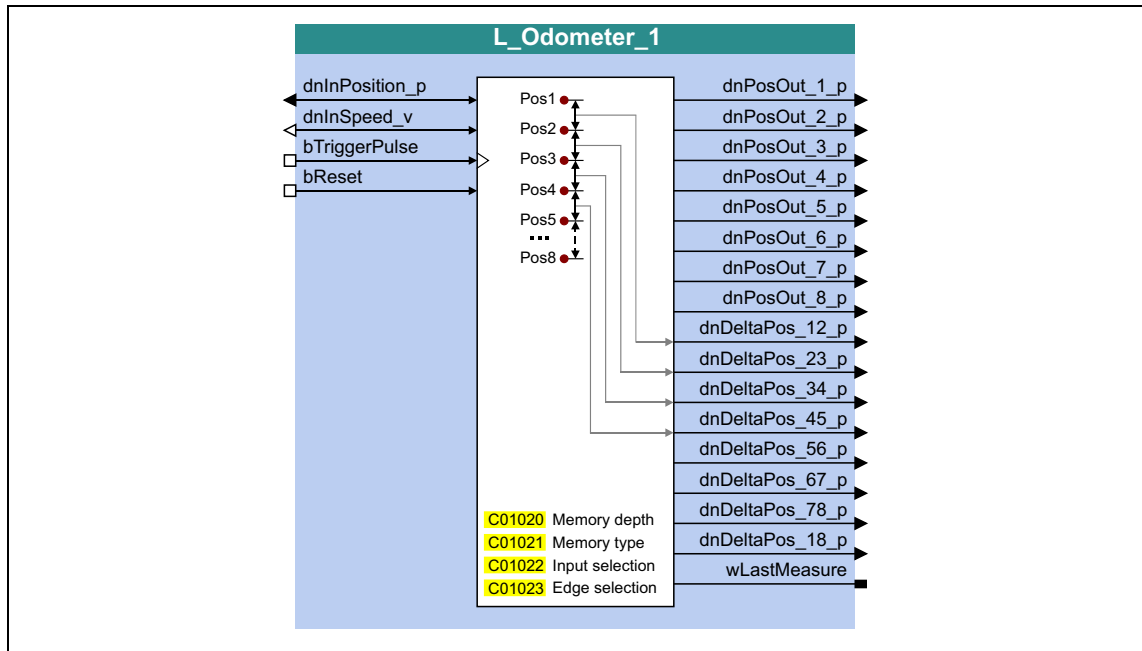 L_Odometer_1
dnInPosition_p
dnInSpeed_v
bTriggerPulse
bReset
Pos1
Pos2
Pos3
Pos4
Pos5
...
Pos8
C01020 Memory depth
C01021 Memory type
C01022 Input selection
C01023 Edge selection
dnPosOut_1_p
dnPosOut_2_p
dnPosOut_3_p
dnPosOut_4_p
dnPosOut_5_p
dnPosOut_6_p
dnPosOut_7_p
dnPosOut_8_p
dnDeltaPos_12_p
dnDeltaPos_23_p
dnDeltaPos_34_p
dnDeltaPos_45_p
dnDeltaPos_56_p
dnDeltaPos_67_p
dnDeltaPos_78_p
dnDeltaPos_18_p
wLastMeasure